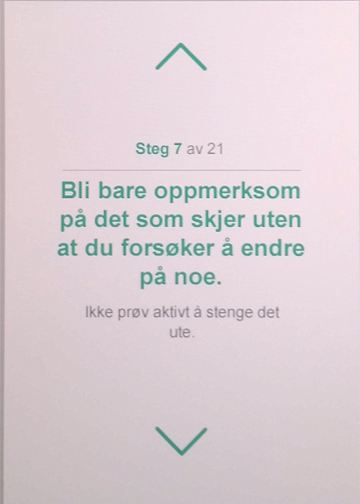 Steg 7 av 21
Bli bare oppmerksom
på det som skjer uten
at du forsøker å endre
på noe.
Ikke prøv aktivt å stenge det
ute.